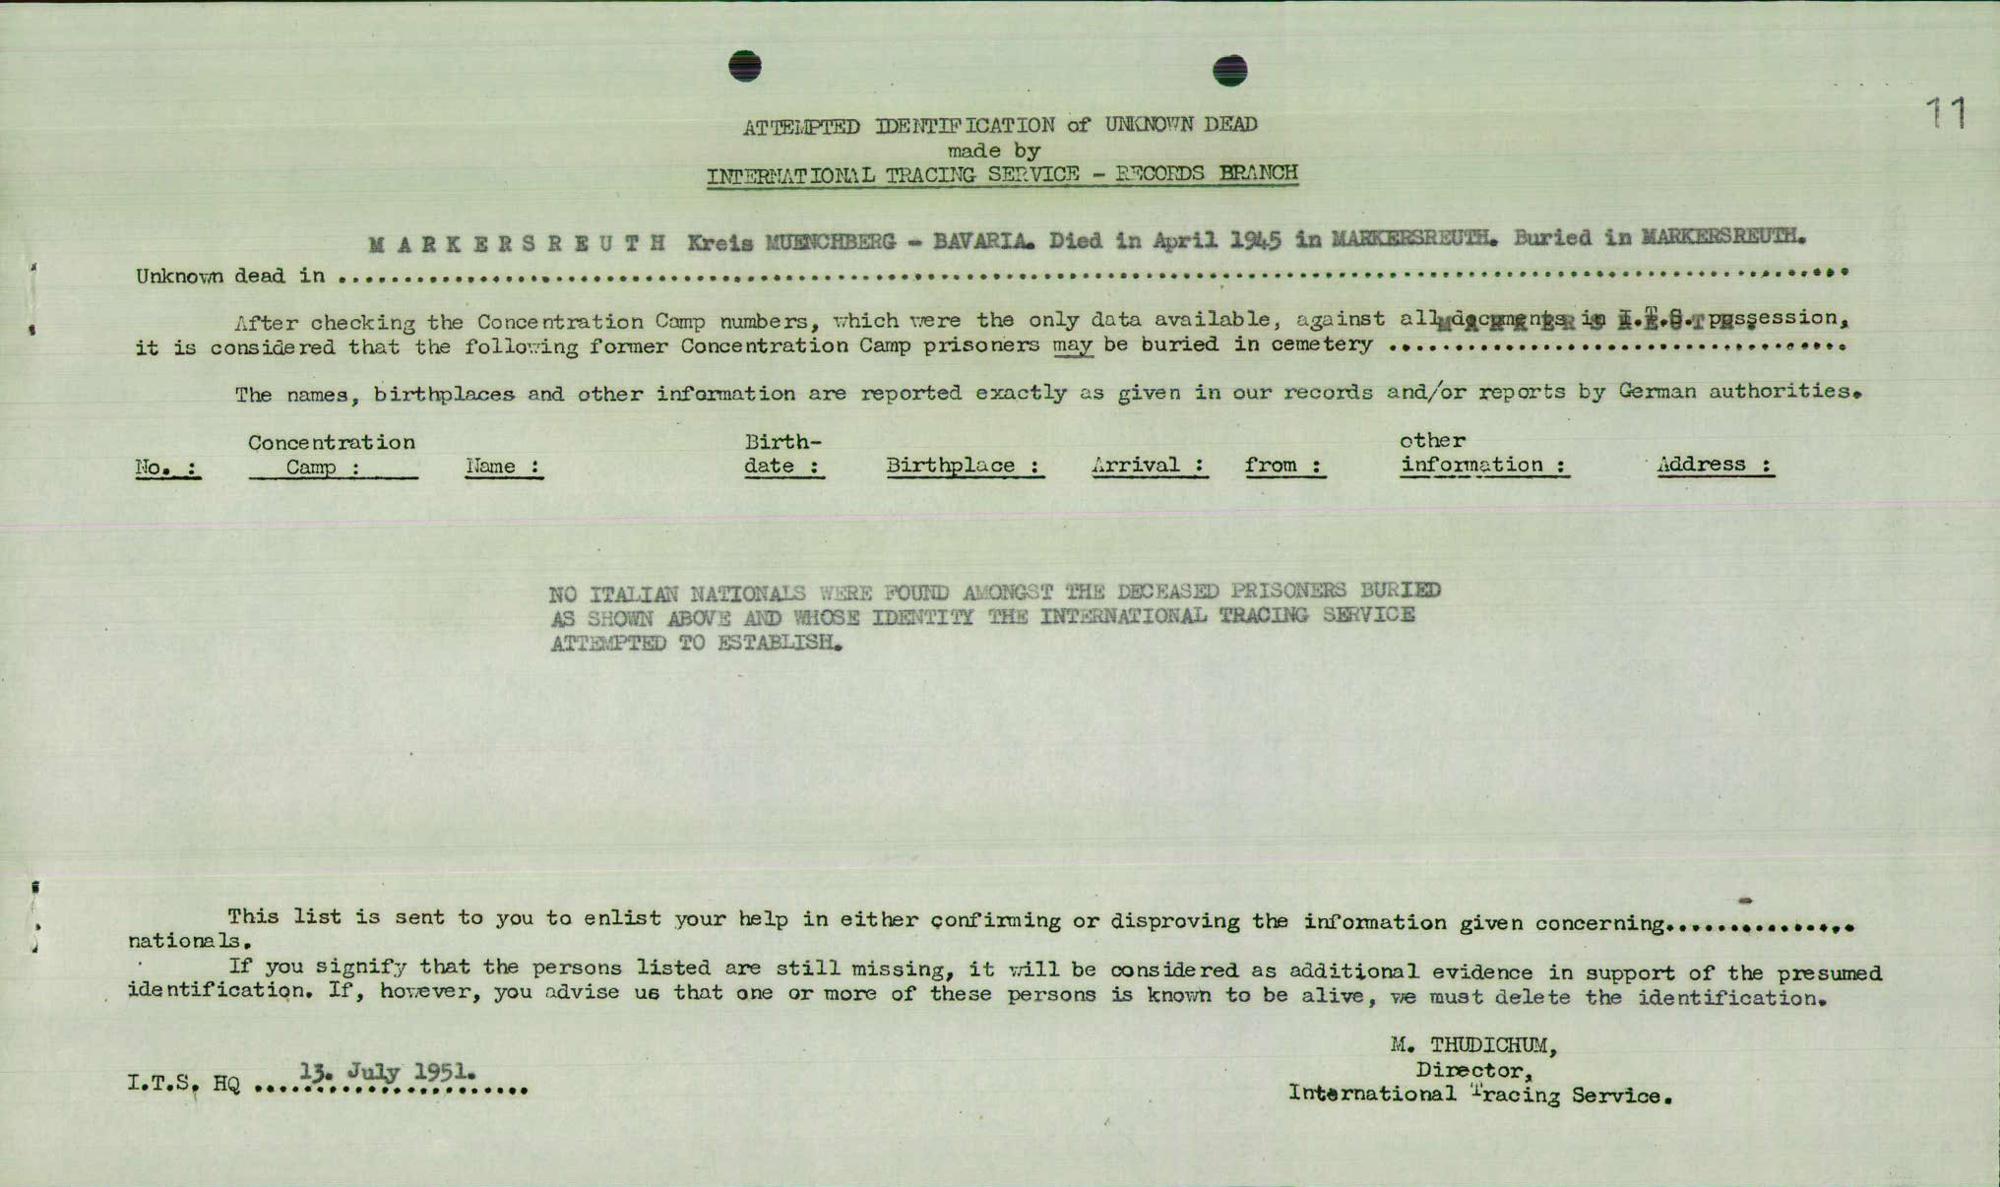 11
ATTEMPTED IDENTIFICATION of UNKNOWN DEAD
made by
INTERNATIONAL TRACING SERVICE - RECORDS BRANCH
M A R K E R S R E U T H Kreis MUENCHBERG - BAVARIA. Died in April 1945 in MARKERSREUTH. Buried in MARKERSREUTH.
Unknown dead in ....................................................................................
After checking the Concentration Camp numbers, which were the only data available, against all documents in I.T.S. possession,
it is considered that the following former Concentration Camp prisoners may be buried in cemetery ....................................
The names, birthplaces and other information are reported exactly as given in our records and/or reports by German authorities.
Concentration Birth- other
No. : Camp : Name : date : Birthplace : Arrival : from : information : Address :
NO ITALIAN NATIONALS WERE FOUND AMONGST THE DECEASED PRISONERS BURIED
AS SHOWN ABOVE AND WHOSE IDENTITY THE INTERNATIONAL TRACING SERVICE
ATTEMPTED TO ESTABLISH.
This list is sent to you to enlist your help in either confirming or disproving the information given concerning...............
nationals.
If you signify that the persons listed are still missing, it will be considered as additional evidence in support of the presumed
identification. If, however, you advise us that one or more of these persons is known to be alive, we must delete the identification.
M. THUDICHUM,
Director,
International Tracing Service.
I.T.S. HQ 13. July 1951.